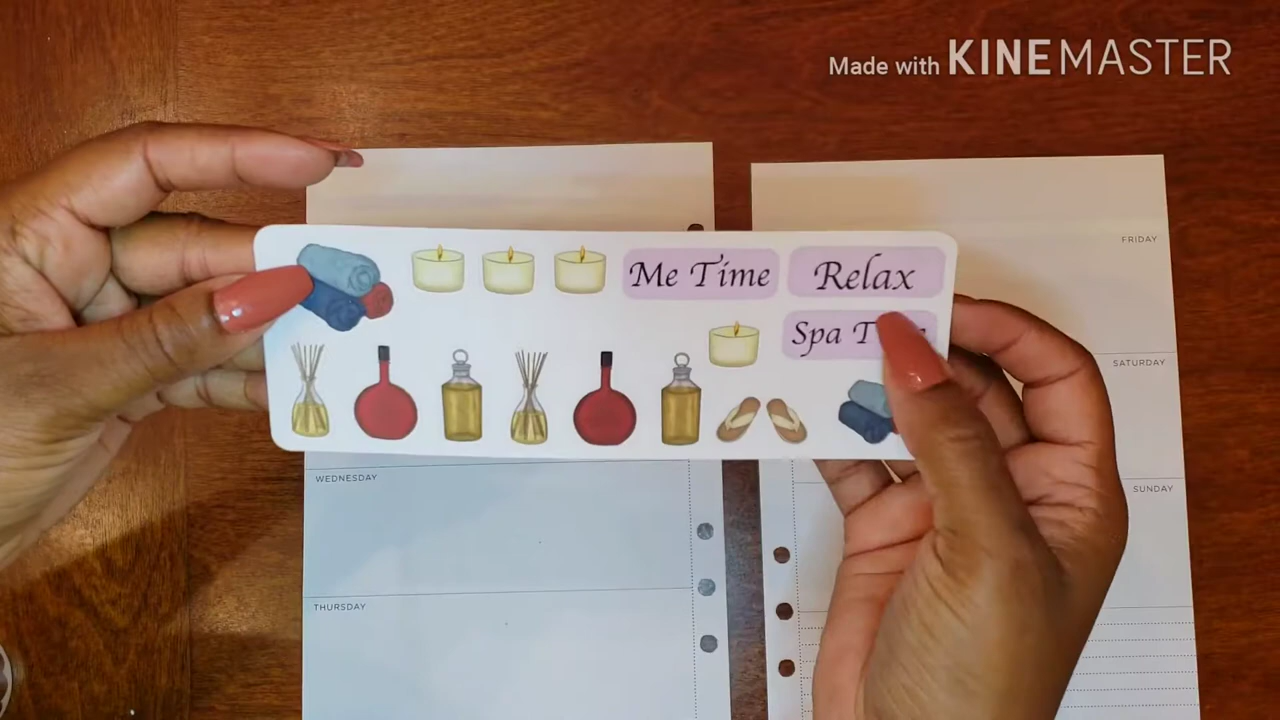 Made with KINEMASTER
Me Time
Relax
Spa
FRIDAY
SATURDAY
WEDNESDAY
SUNDAY
THURSDAY